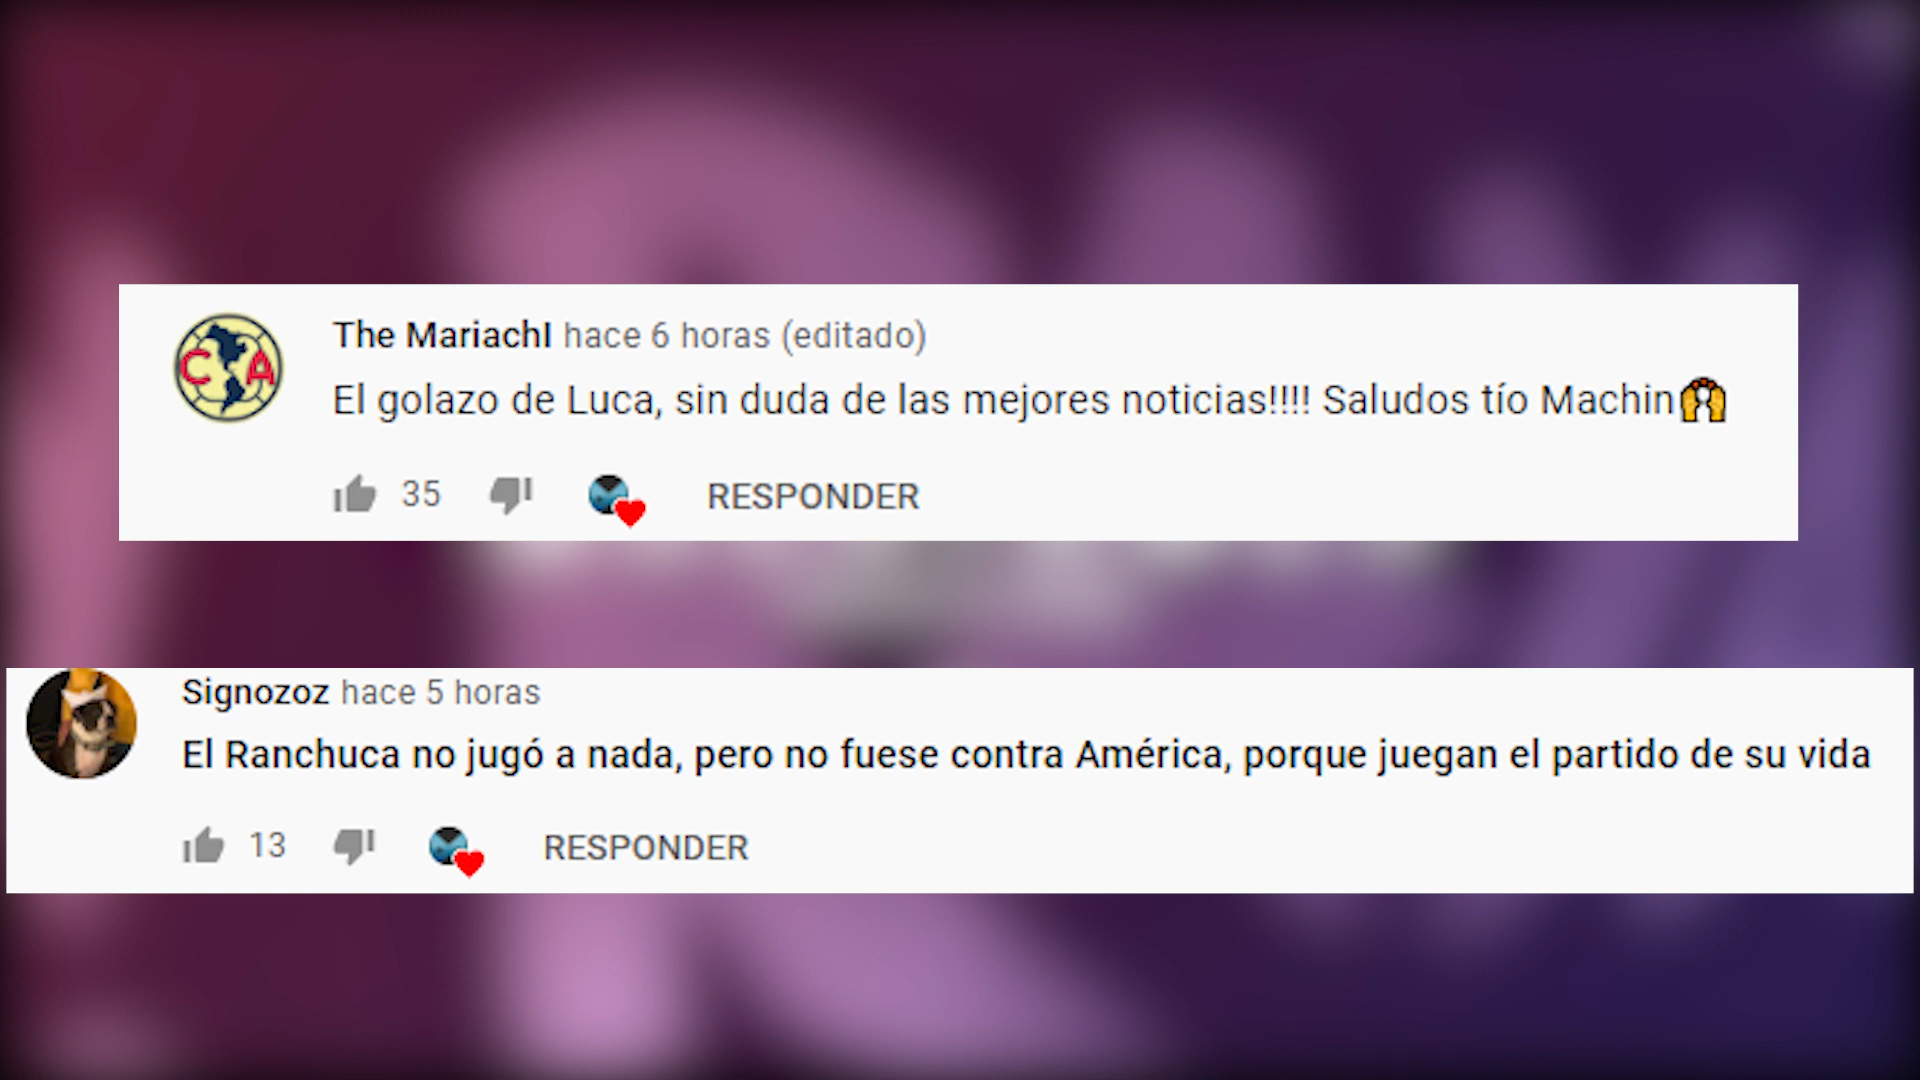 C A
The MariachI hace 6 horas (editado)
El golazo de Luca, sin duda de las mejores noticias!!!! Saludos tío Machin🙌
35
RESPONDER
Signozoz hace 5 horas
El Ranchuca no jugó a nada, pero no fuese contra América, porque juegan el partido de su vida
13
RESPONDER